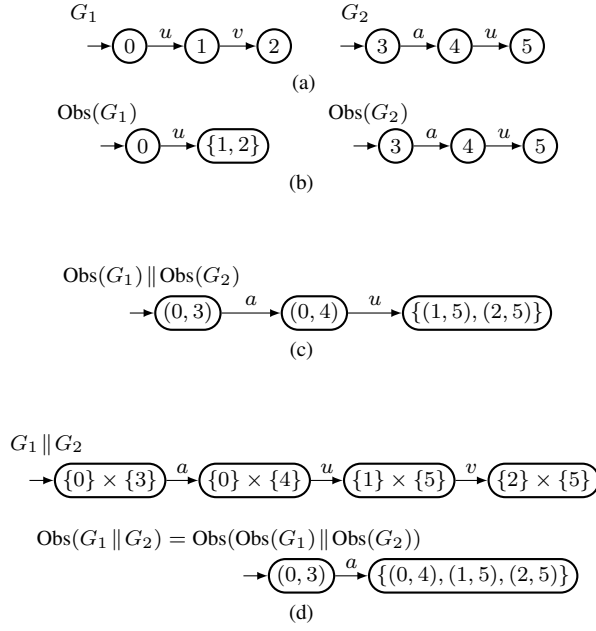 G₁ G₂
0 u 1 v 2 3 a 4 u 5
(a)
Obs(G₁) Obs(G₂)
0 u {1, 2} 3 a 4 u 5
(b)
Obs(G₁) ∥ Obs(G₂)
(0, 3) a (0, 4) u {(1, 5), (2, 5)}
(c)
G₁ ∥ G₂
{0} × {3} a {0} × {4} u {1} × {5} v {2} × {5}
Obs(G₁ ∥ G₂) = Obs(Obs(G₁) ∥ Obs(G₂))
(0, 3) a {(0, 4), (1, 5), (2, 5)}
(d)